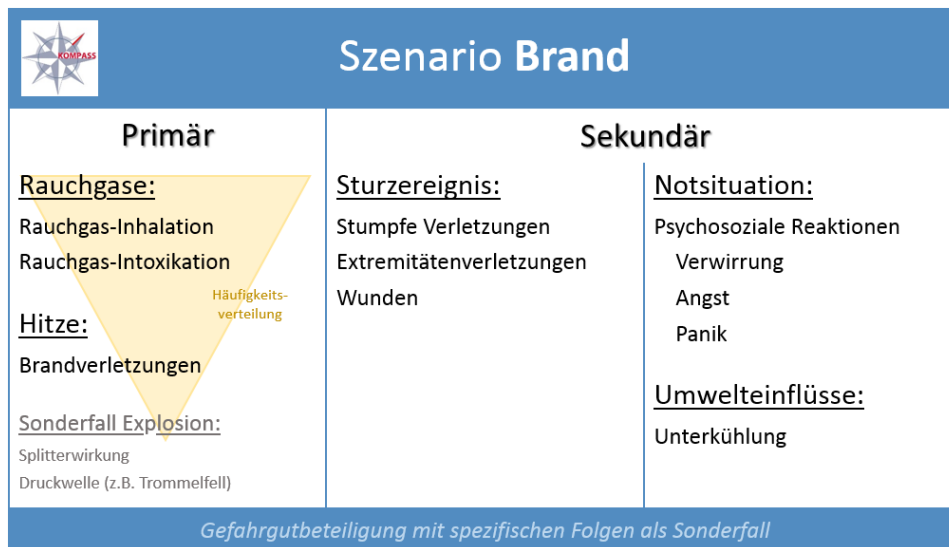 KOMPASS
Szenario Brand
Primär
Rauchgase:
Rauchgas-Inhalation
Rauchgas-Intoxikation
Häufigkeits-
verteilung
Hitze:
Brandverletzungen
Sonderfall Explosion:
Splitterwirkung
Druckwelle (z.B. Trommelfell)
Sekundär
Sturzereignis:
Stumpfe Verletzungen
Extremitätenverletzungen
Wunden
Notsituation:
Psychosoziale Reaktionen
Verwirrung
Angst
Panik
Umwelteinflüsse:
Unterkühlung
Gefahrgutbeteiligung mit spezifischen Folgen als Sonderfall